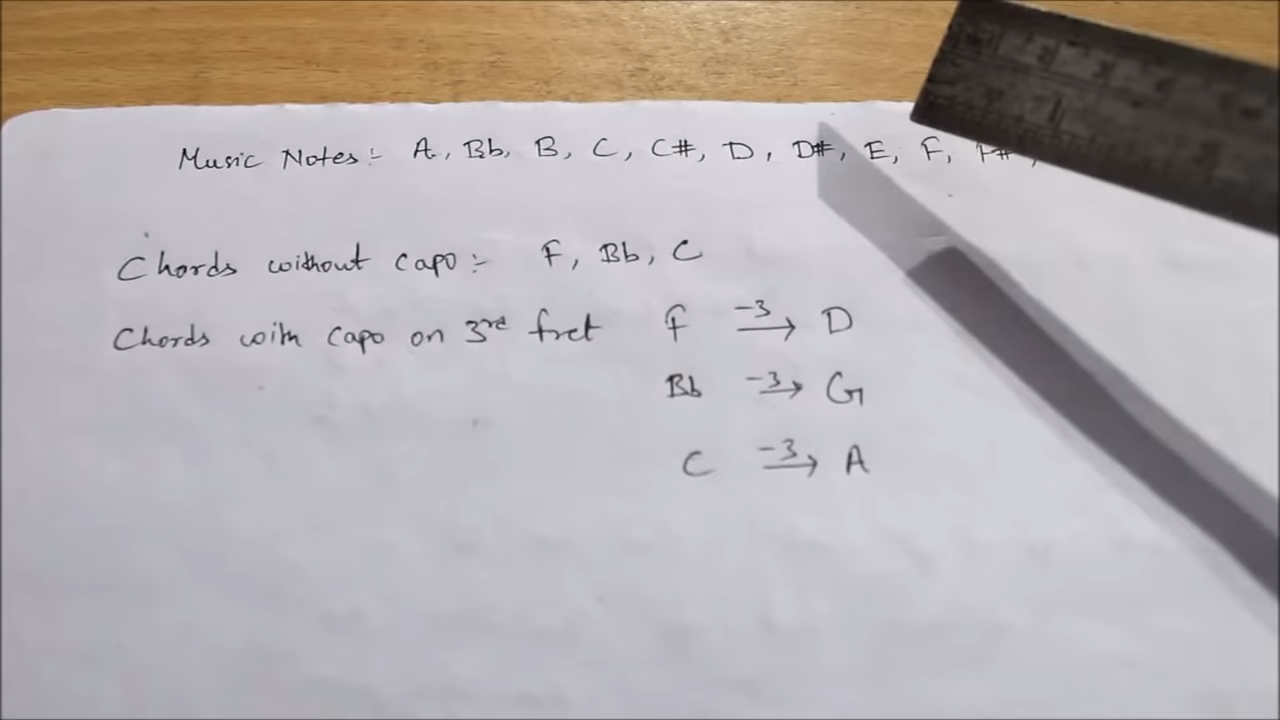 Music Notes:- A, Bb, B, C, C#, D, D#, E, F, F#,
Chords without capo:- F, Bb, C
Chords with capo on 3rd fret F -3→ D
Bb -3→ G
C -3→ A